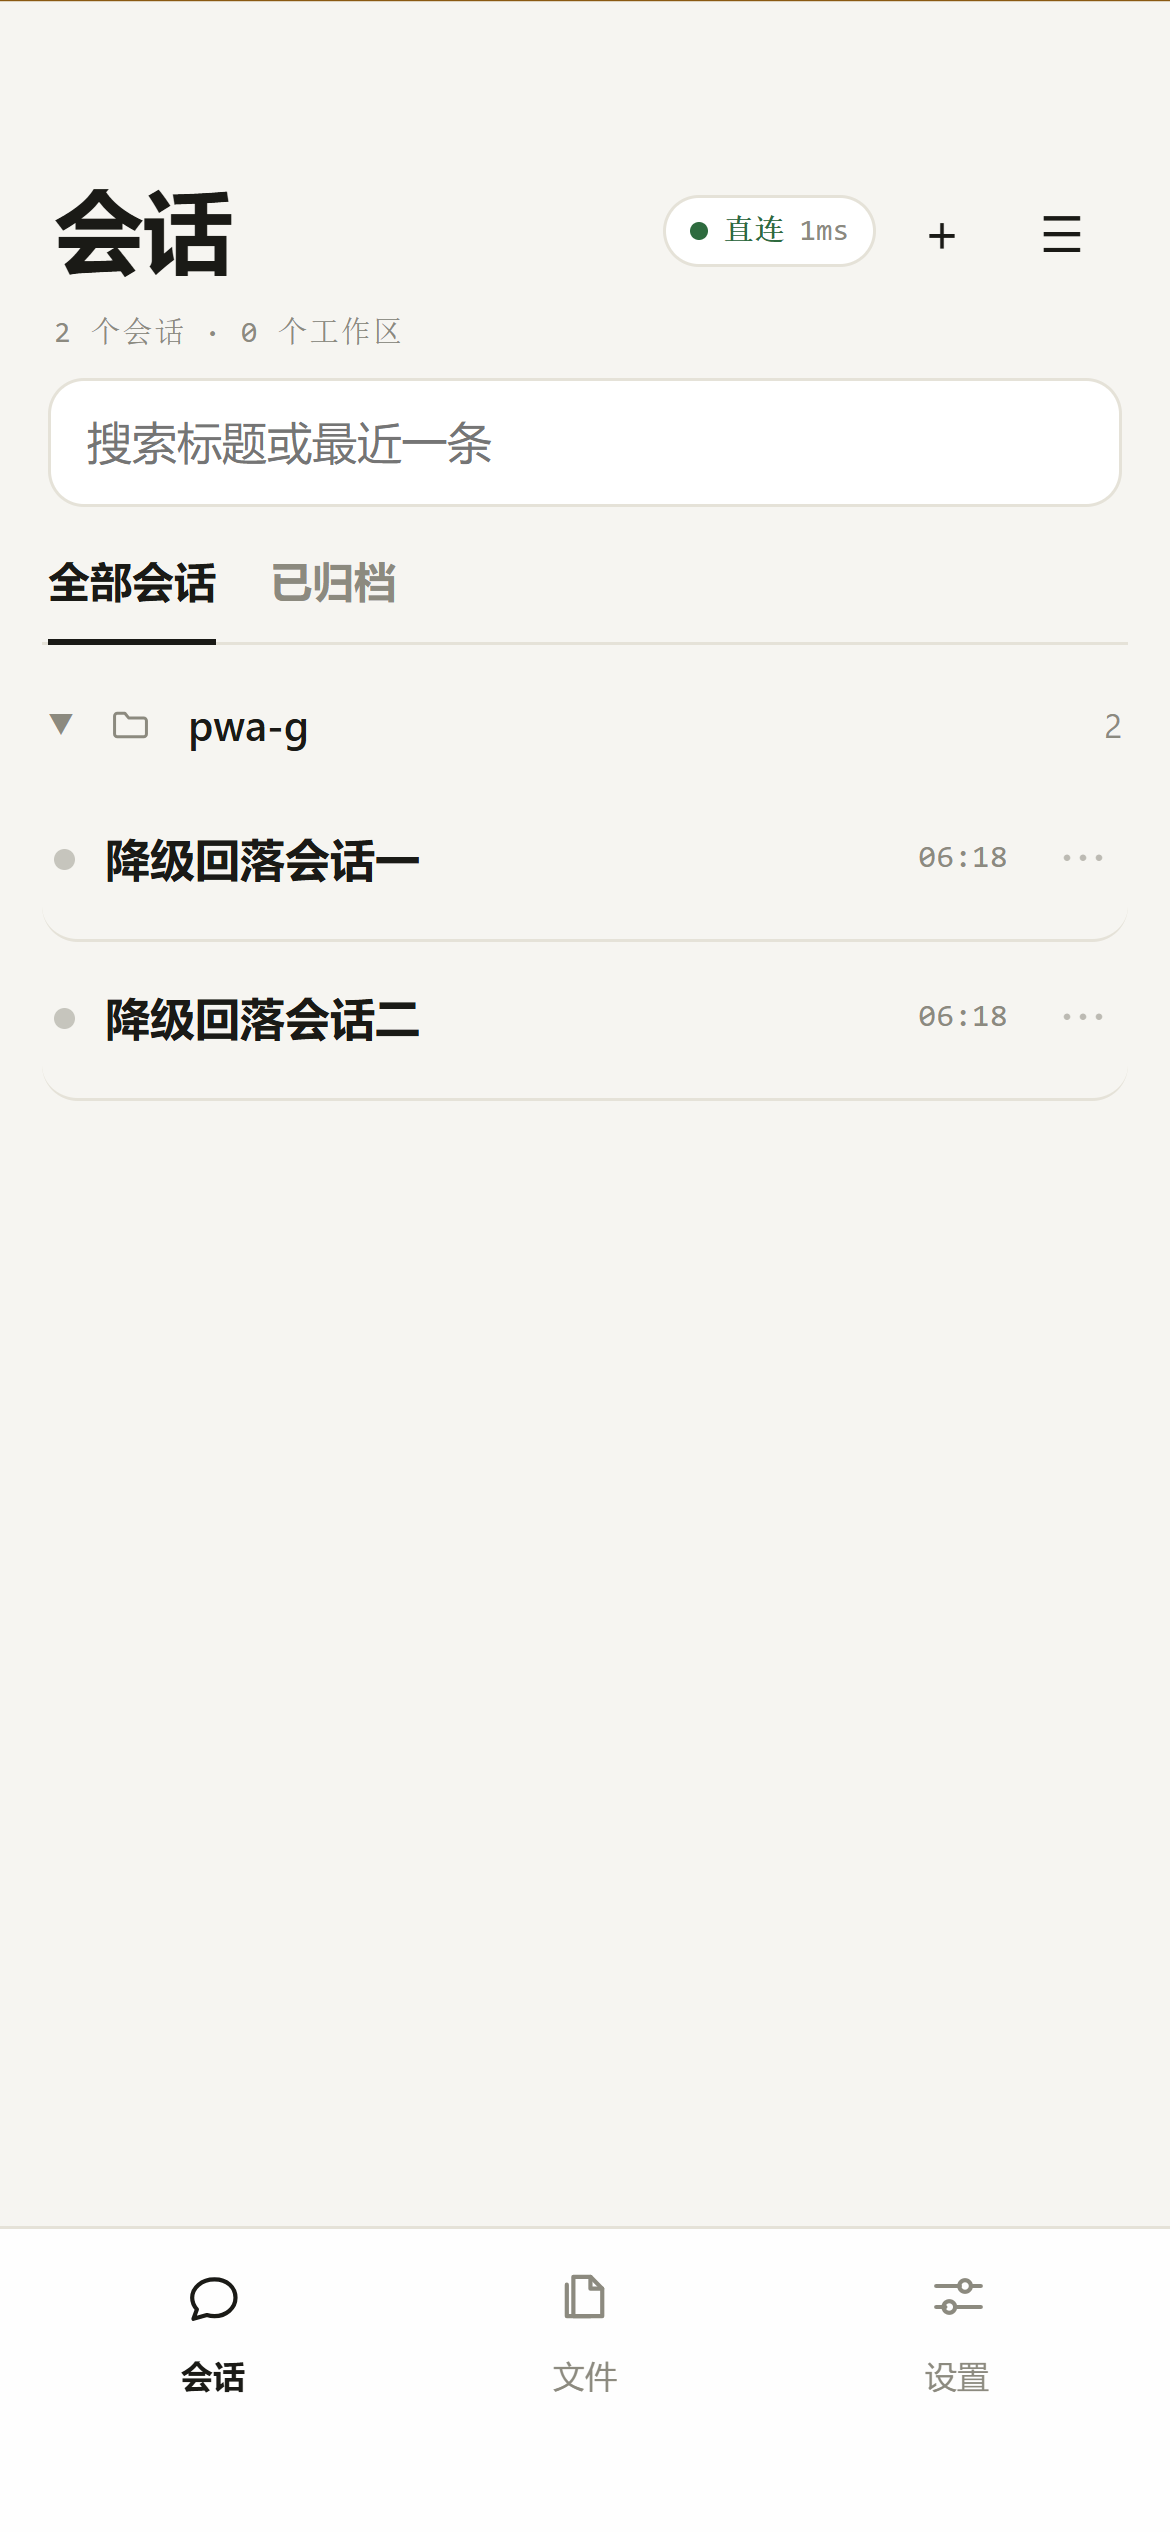 会话
直连 1ms
2 个会话 · 0 个工作区
搜索标题或最近一条
全部会话 已归档
pwa-g 2
降级回落会话一 06:18
降级回落会话二 06:18
会话 文件 设置